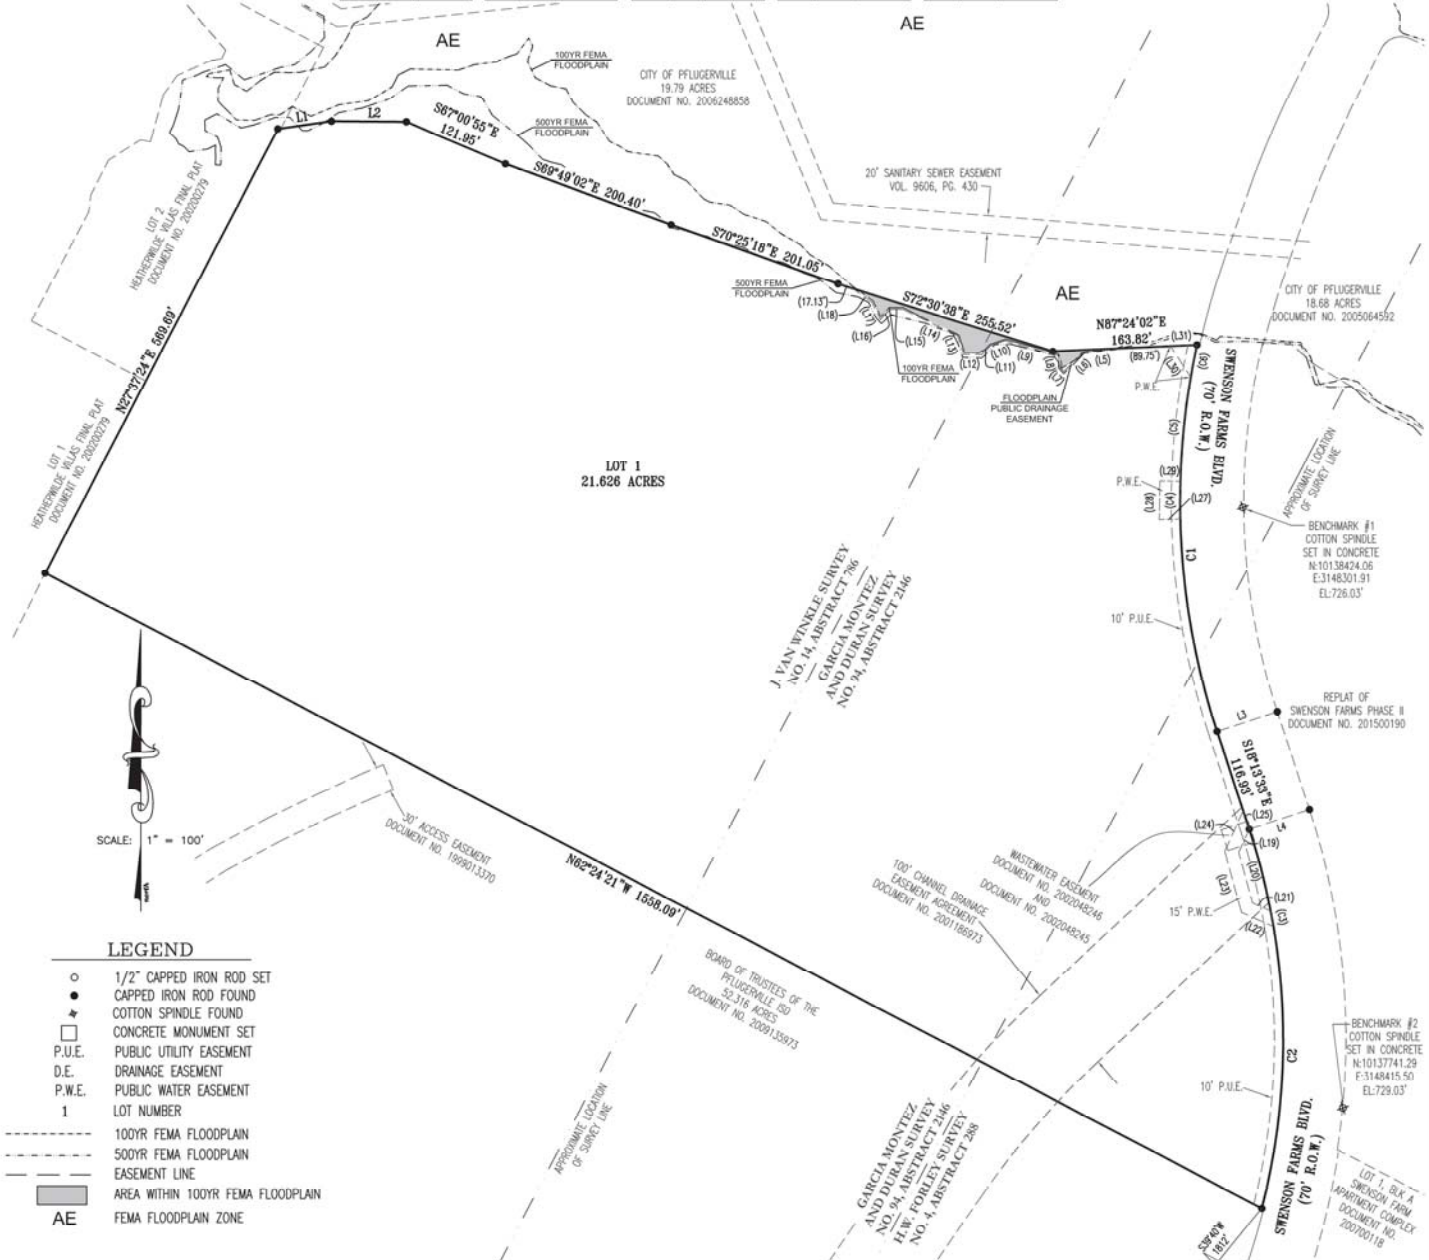 AE
AE
100YR FEMA
FLOODPLAIN
CITY OF PFLUGERVILLE
19.79 ACRES
DOCUMENT NO. 2006248858
L1
L2
S67°00'55"E
121.95'
500YR FEMA
FLOODPLAIN
S69°49'02"E 200.40'
20' SANITARY SEWER EASEMENT
VOL. 9606, PG. 430
LOT 2
HEATHERWILDE VILLAS FINAL PLAT
DOCUMENT NO. 200200279
S70°25'18"E 201.05'
500YR FEMA
FLOODPLAIN
(17.13')
(L18)
(L17)
(L16)
(L15)
(L14)
(L13)
(L12)
(L11)
(L10)
(L9)
(L8)
(L7)
(L6)
(L5)
S72°30'38"E 255.52'
AE
N87°24'02"E
163.82'
(L31)
(89.75')
(L30)
P.W.E.
CITY OF PFLUGERVILLE
18.68 ACRES
DOCUMENT NO. 2005064592
100YR FEMA
FLOODPLAIN
FLOODPLAIN
PUBLIC DRAINAGE
EASEMENT
SWENSON FARMS BLVD.
(70' R.O.W.)
N27°37'24"E 569.69'
LOT 1
HEATHERWILDE VILLAS FINAL PLAT
DOCUMENT NO. 200200279
LOT 1
21.626 ACRES
(C5)
(L29)
P.W.E.
(L28)
(C4)
(L27)
C1
APPROXIMATE LOCATION
OF SURVEY LINE
BENCHMARK #1
COTTON SPINDLE
SET IN CONCRETE
N:10138424.06
E:3148301.91
EL:726.03'
J. VAN WINKLE SURVEY
NO. 14, ABSTRACT 786
GARCIA MONTEZ
AND DURAN SURVEY
NO. 94, ABSTRACT 2146
10' P.U.E.
REPLAT OF
SWENSON FARMS PHASE II
DOCUMENT NO. 201500190
L3
S18°13'33"E
116.93'
(L25)
(L24)
L4
(L19)
(L20)
(L23)
(L21)
(C3)
(L22)
15' P.W.E.
SCALE: 1" = 100'
30' ACCESS EASEMENT
DOCUMENT NO. 1999013370
N62°24'21"W 1558.09'
100' CHANNEL DRAINAGE
EASEMENT AGREEMENT
DOCUMENT NO. 2001186973
WASTEWATER EASEMENT
DOCUMENT NO. 2002048246
AND
DOCUMENT NO. 2002048245
BOARD OF TRUSTEES OF THE
PFLUGERVILLE ISD
52.316 ACRES
DOCUMENT NO. 2009135973
C2
10' P.U.E.
BENCHMARK #2
COTTON SPINDLE
SET IN CONCRETE
N:10137741.29
E:3148415.50
EL:729.03'
APPROXIMATE LOCATION
OF SURVEY LINE
GARCIA MONTEZ
AND DURAN SURVEY
NO. 94, ABSTRACT 2146
H.W. FORLEY SURVEY
NO. 4, ABSTRACT 288
SWENSON FARMS BLVD.
(70' R.O.W.)
LOT 1, BLK A
SWENSON FARM
APARTMENT COMPLEX
DOCUMENT NO.
200700118
1812'
LEGEND
1/2" CAPPED IRON ROD SET
CAPPED IRON ROD FOUND
COTTON SPINDLE FOUND
CONCRETE MONUMENT SET
P.U.E. PUBLIC UTILITY EASEMENT
D.E. DRAINAGE EASEMENT
P.W.E. PUBLIC WATER EASEMENT
1 LOT NUMBER
100YR FEMA FLOODPLAIN
500YR FEMA FLOODPLAIN
EASEMENT LINE
AREA WITHIN 100YR FEMA FLOODPLAIN
AE FEMA FLOODPLAIN ZONE